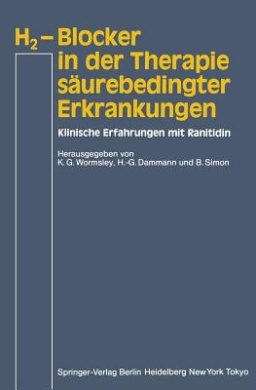 H₂–Blocker
in der Therapie
säurebedingter
Erkrankungen
Klinische Erfahrungen mit Ranitidin
Herausgegeben von
K. G. Wormsley, H.-G. Dammann und B. Simon
Springer-Verlag Berlin Heidelberg New York Tokyo